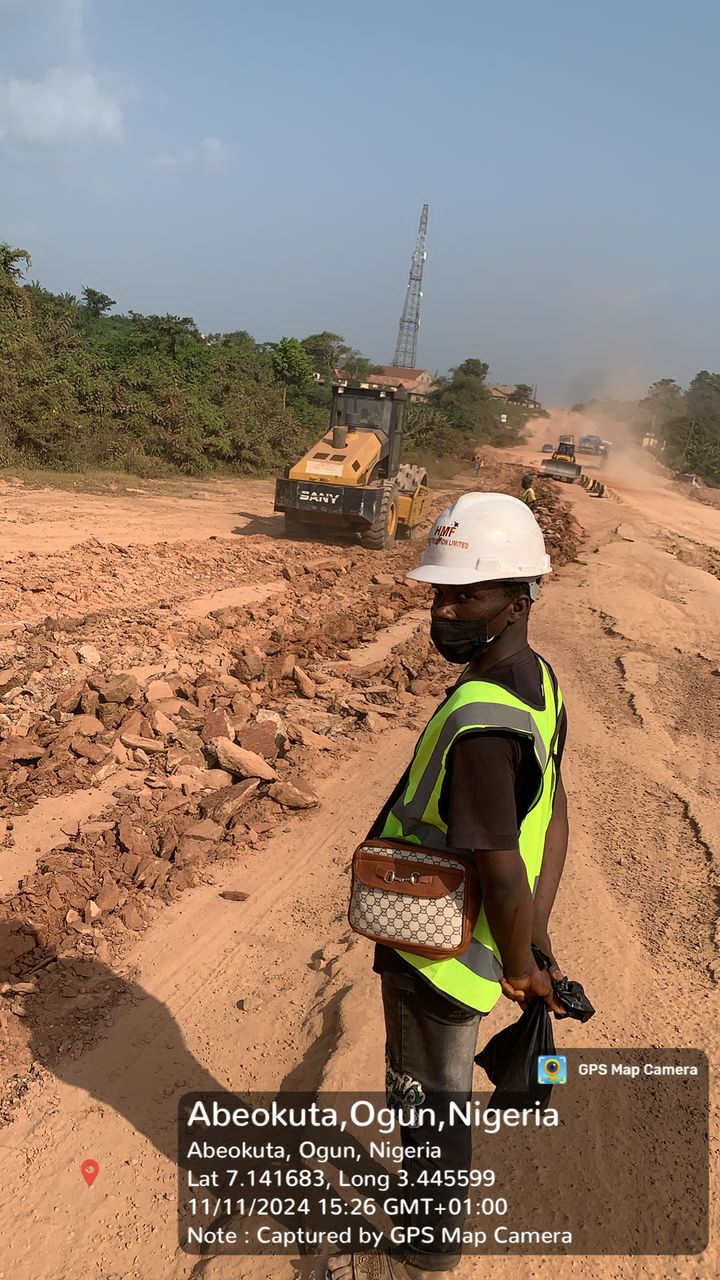 SANY
HMF
LIMITED
GPS Map Camera
Abeokuta,Ogun,Nigeria
Abeokuta, Ogun, Nigeria
Lat 7.141683, Long 3.445599
11/11/2024 15:26 GMT+01:00
Note : Captured by GPS Map Camera